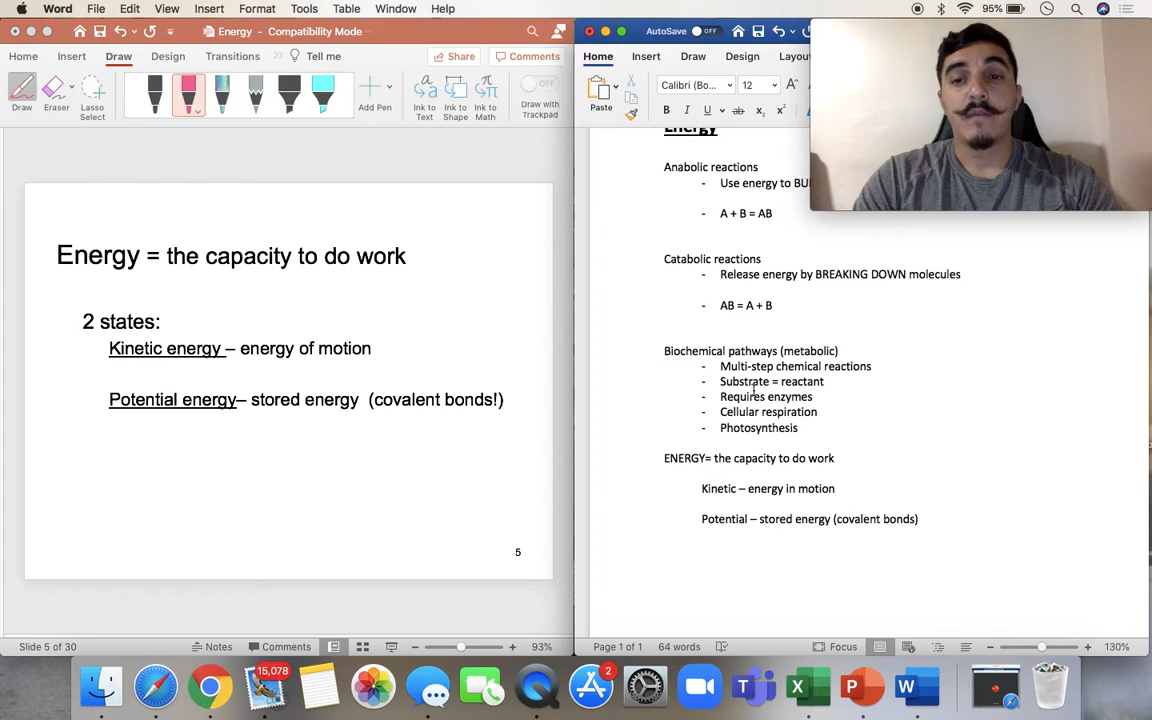 Word File Edit View Insert Format Tools Table Window Help 95%
Energy - Compatibility Mode
Home Insert Draw Design Transitions Tell me Share Comments
Draw Eraser Lasso Select Add Pen Ink to Text Ink to Shape Ink to Math OFF Draw with Trackpad
Energy = the capacity to do work
2 states:
Kinetic energy – energy of motion
Potential energy– stored energy (covalent bonds!)
5
Slide 5 of 30 Notes Comments 93%
AutoSave OFF
Home Insert Draw Design
Paste Calibri (Bo... 12
B I U ab x2 x2
Energy
Anabolic reactions
- Use energy to BU
- A + B = AB
Catabolic reactions
- Release energy by BREAKING DOWN molecules
- AB = A + B
Biochemical pathways (metabolic)
- Multi-step chemical reactions
- Substrate = reactant
- Requires enzymes
- Cellular respiration
- Photosynthesis
ENERGY= the capacity to do work
Kinetic – energy in motion
Potential – stored energy (covalent bonds)
Page 1 of 1 64 words Focus 130%
15,078
2